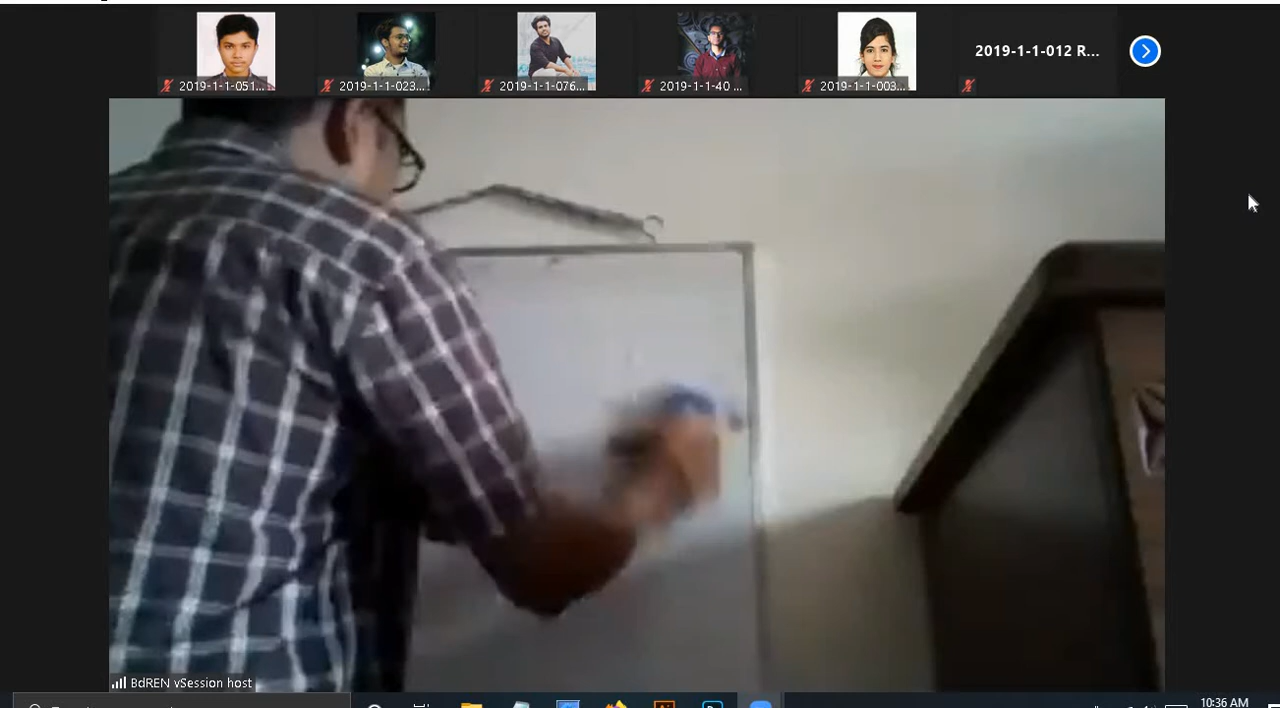 2019-1-1-051...
2019-1-1-023...
2019-1-1-076...
2019-1-1-40 ...
2019-1-1-003...
2019-1-1-012 R...
BdREN vSession host
10:36 AM